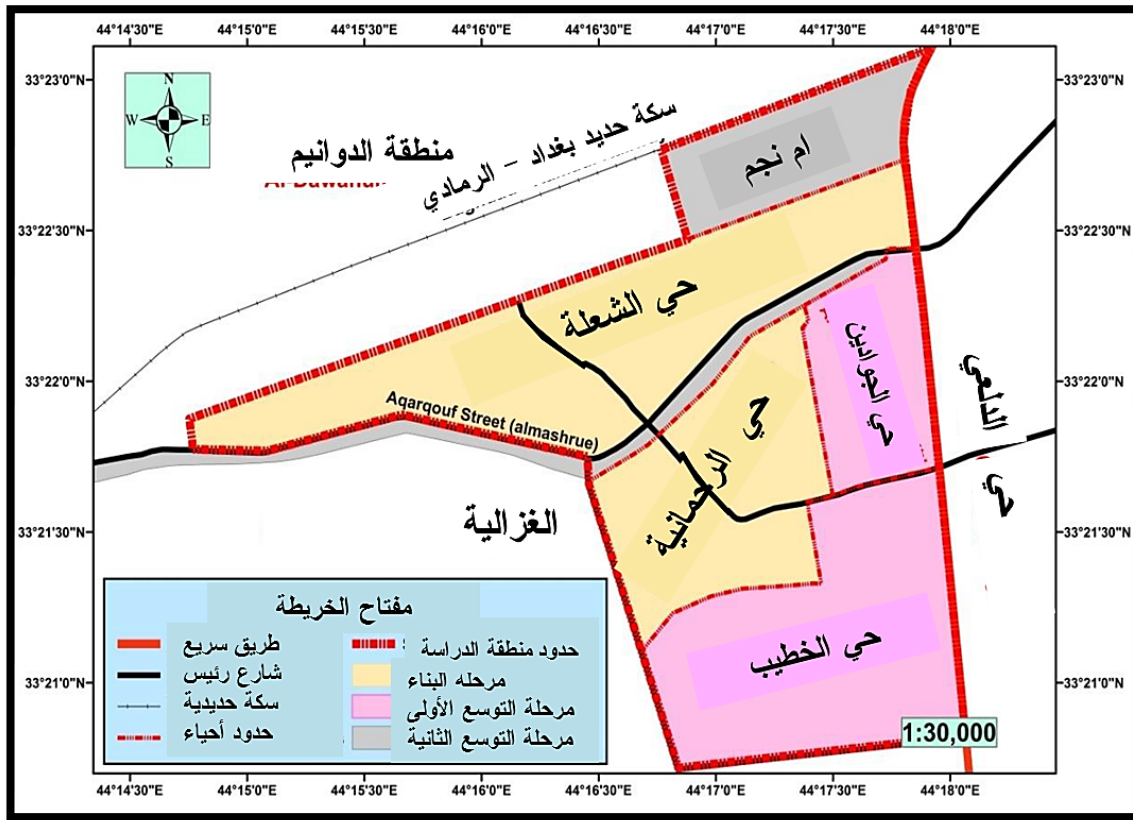 44°14'30"E 44°15'0"E 44°15'30"E 44°16'0"E 44°16'30"E 44°17'0"E 44°17'30"E 44°18'0"E
33°23'0"N
33°23'0"N
N
W E
S
سكة حديد بغداد - الرمادي
منطقة الدوانيم
ام نجم
33°22'30"N
33°22'30"N
حي الشعلة
33°22'0"N
33°22'0"N
حي الجوادين
Aqarqouf Street (almashrue)
حي الرحمانية
حي
الغزالية
33°21'30"N
33°21'30"N
مفتاح الخريطة
طريق سريع
شارع رئيس
سكة حديدية
حدود أحياء
حدود منطقة الدراسة
مرحله البناء
مرحلة التوسع الأولى
مرحلة التوسع الثانية
حي الخطيب
33°21'0"N
33°21'0"N
1:30,000
44°14'30"E 44°15'0"E 44°15'30"E 44°16'0"E 44°16'30"E 44°17'0"E 44°17'30"E 44°18'0"E